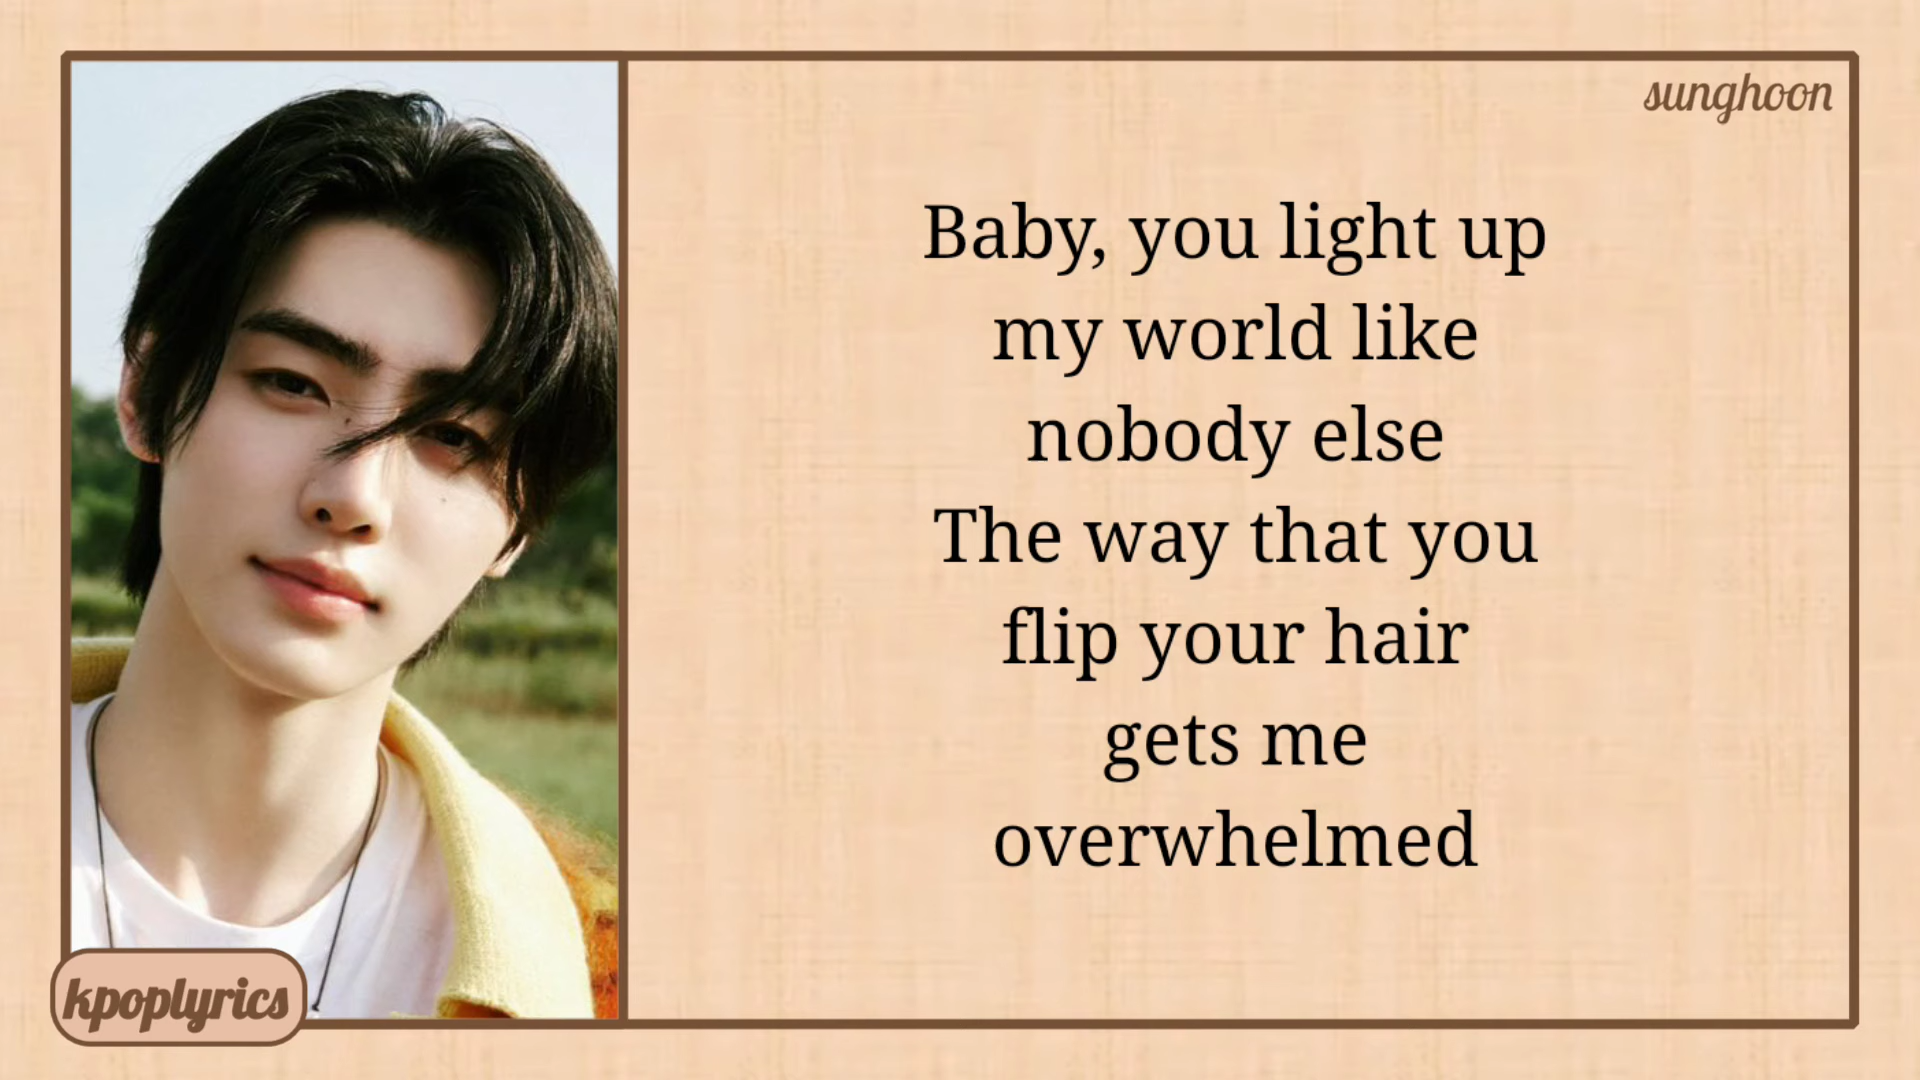 sunghoon
Baby, you light up
my world like
nobody else
The way that you
flip your hair
gets me
overwhelmed
kpoplyrics